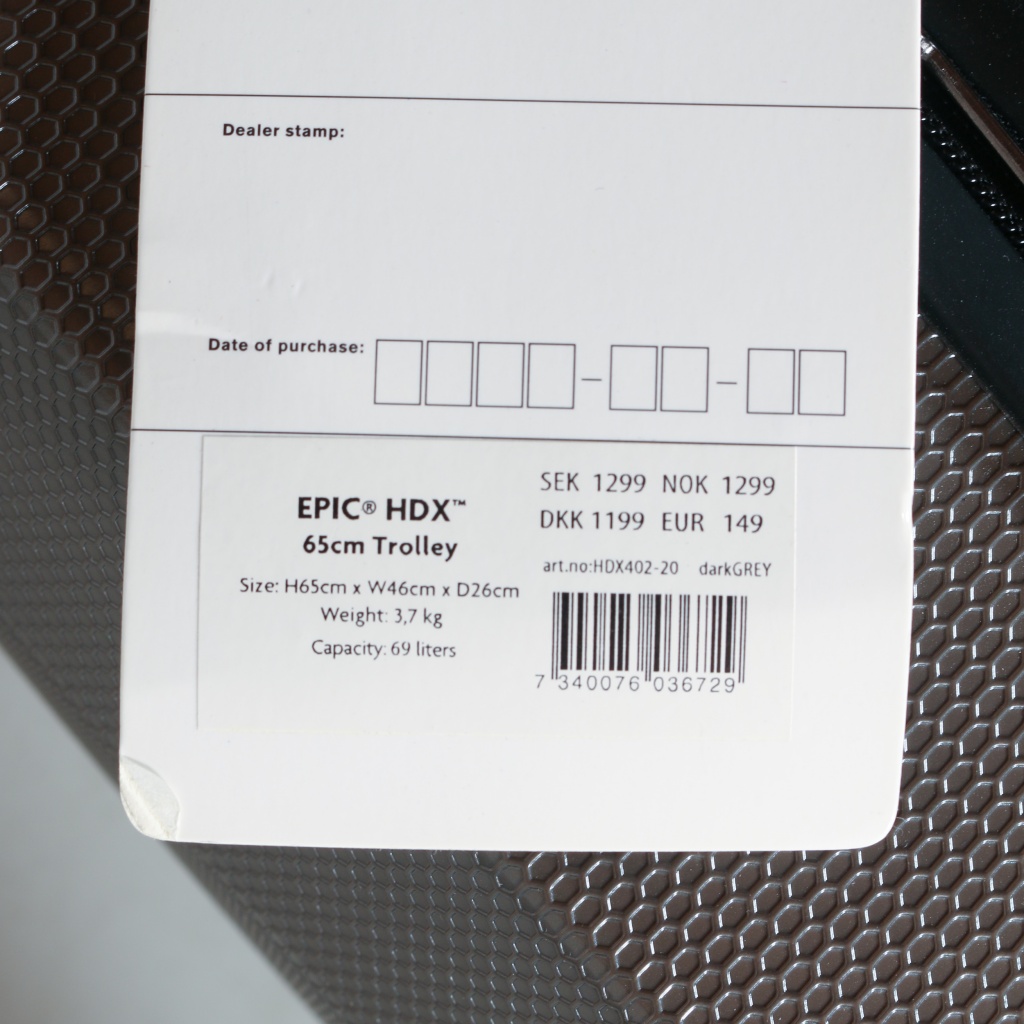 Dealer stamp:
Date of purchase:
EPIC® HDX™
65cm Trolley
Size: H65cm x W46cm x D26cm
Weight: 3,7 kg
Capacity: 69 liters
SEK 1299 NOK 1299
DKK 1199 EUR 149
art.no:HDX402-20 darkGREY
7 340076 036729